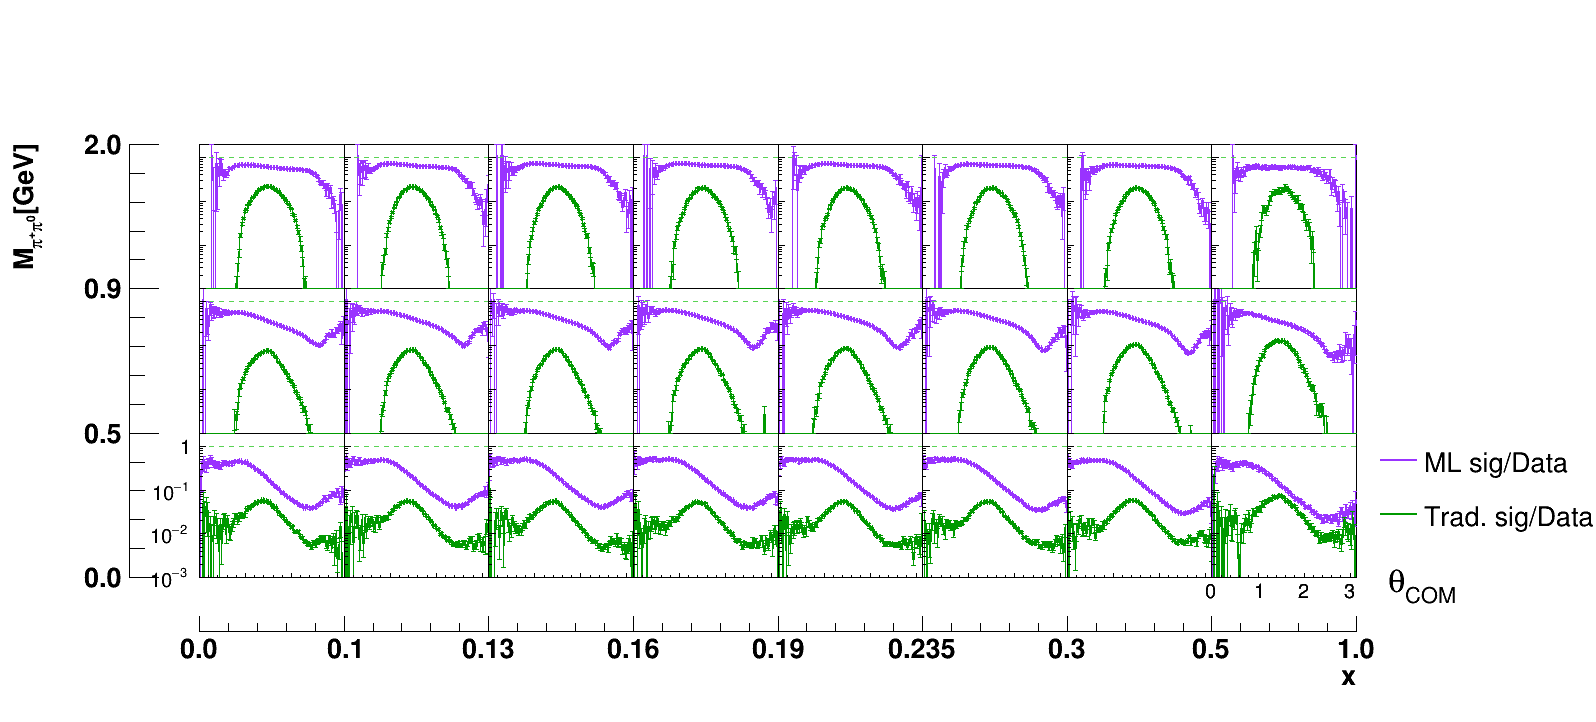 M_{π⁺π⁰}[GeV]
2.0
0.9
0.5
0.0
1
10⁻¹
10⁻²
10⁻³
ML sig/Data
Trad. sig/Data
0 1 2 3
θ_COM
0.0 0.1 0.13 0.16 0.19 0.235 0.3 0.5 1.0
x